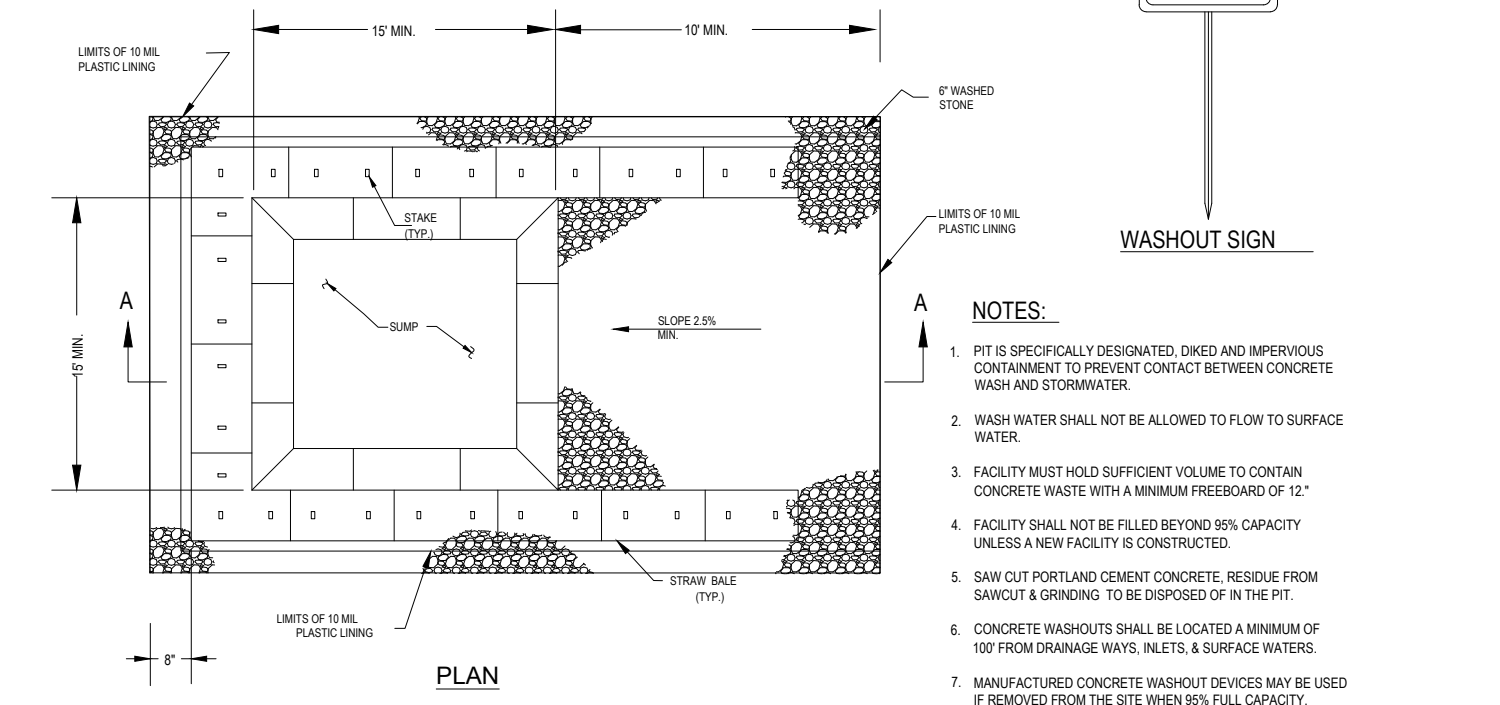 15' MIN.
10' MIN.
LIMITS OF 10 MIL
PLASTIC LINING
6" WASHED
STONE
STAKE
(TYP.)
LIMITS OF 10 MIL
PLASTIC LINING
WASHOUT SIGN
A
15' MIN.
SUMP
SLOPE 2.5%
MIN.
A
STRAW BALE
(TYP.)
LIMITS OF 10 MIL
PLASTIC LINING
8"
PLAN
NOTES:
1. PIT IS SPECIFICALLY DESIGNATED, DIKED AND IMPERVIOUS
CONTAINMENT TO PREVENT CONTACT BETWEEN CONCRETE
WASH AND STORMWATER.
2. WASH WATER SHALL NOT BE ALLOWED TO FLOW TO SURFACE
WATER.
3. FACILITY MUST HOLD SUFFICIENT VOLUME TO CONTAIN
CONCRETE WASTE WITH A MINIMUM FREEBOARD OF 12."
4. FACILITY SHALL NOT BE FILLED BEYOND 95% CAPACITY
UNLESS A NEW FACILITY IS CONSTRUCTED.
5. SAW CUT PORTLAND CEMENT CONCRETE, RESIDUE FROM
SAWCUT & GRINDING TO BE DISPOSED OF IN THE PIT.
6. CONCRETE WASHOUTS SHALL BE LOCATED A MINIMUM OF
100' FROM DRAINAGE WAYS, INLETS, & SURFACE WATERS.
7. MANUFACTURED CONCRETE WASHOUT DEVICES MAY BE USED
IF REMOVED FROM THE SITE WHEN 95% FULL CAPACITY.